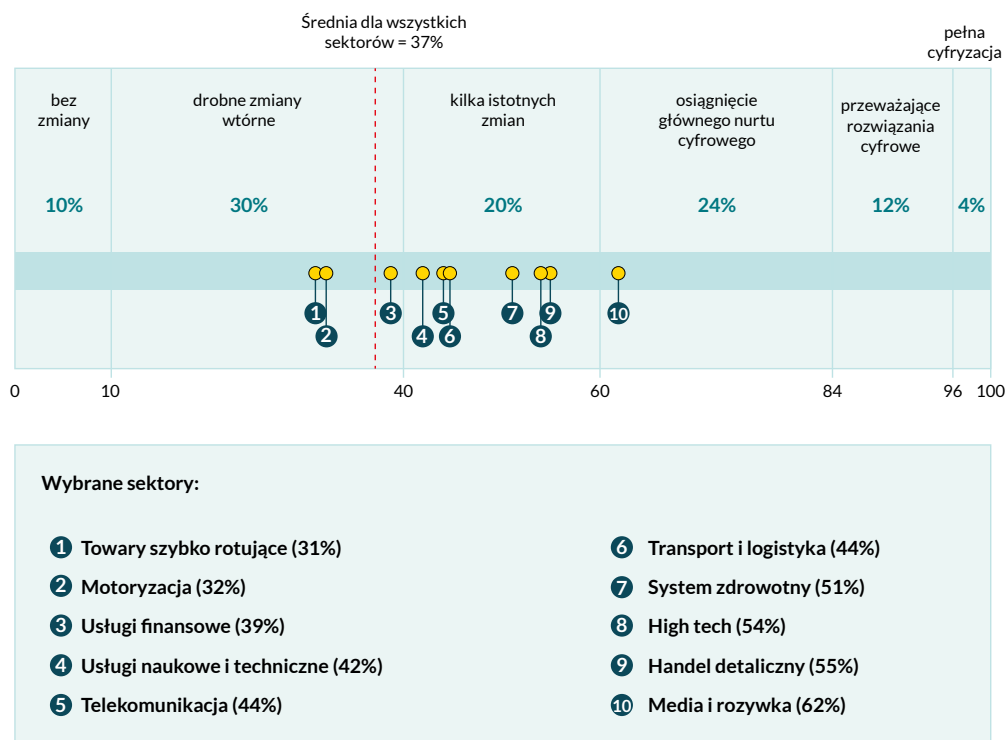 Średnia dla wszystkich
sektorów = 37%
pełna
cyfryzacja
bez
zmiany
drobne zmiany
wtórne
kilka istotnych
zmian
osiągnięcie
głównego nurtu
cyfrowego
przeważające
rozwiązania
cyfrowe
10%
30%
20%
24%
12%
4%
1
2
3
4
5
6
7
8
9
10
0
10
40
60
84
96
100
Wybrane sektory:
1 Towary szybko rotujące (31%)
2 Motoryzacja (32%)
3 Usługi finansowe (39%)
4 Usługi naukowe i techniczne (42%)
5 Telekomunikacja (44%)
6 Transport i logistyka (44%)
7 System zdrowotny (51%)
8 High tech (54%)
9 Handel detaliczny (55%)
10 Media i rozywka (62%)